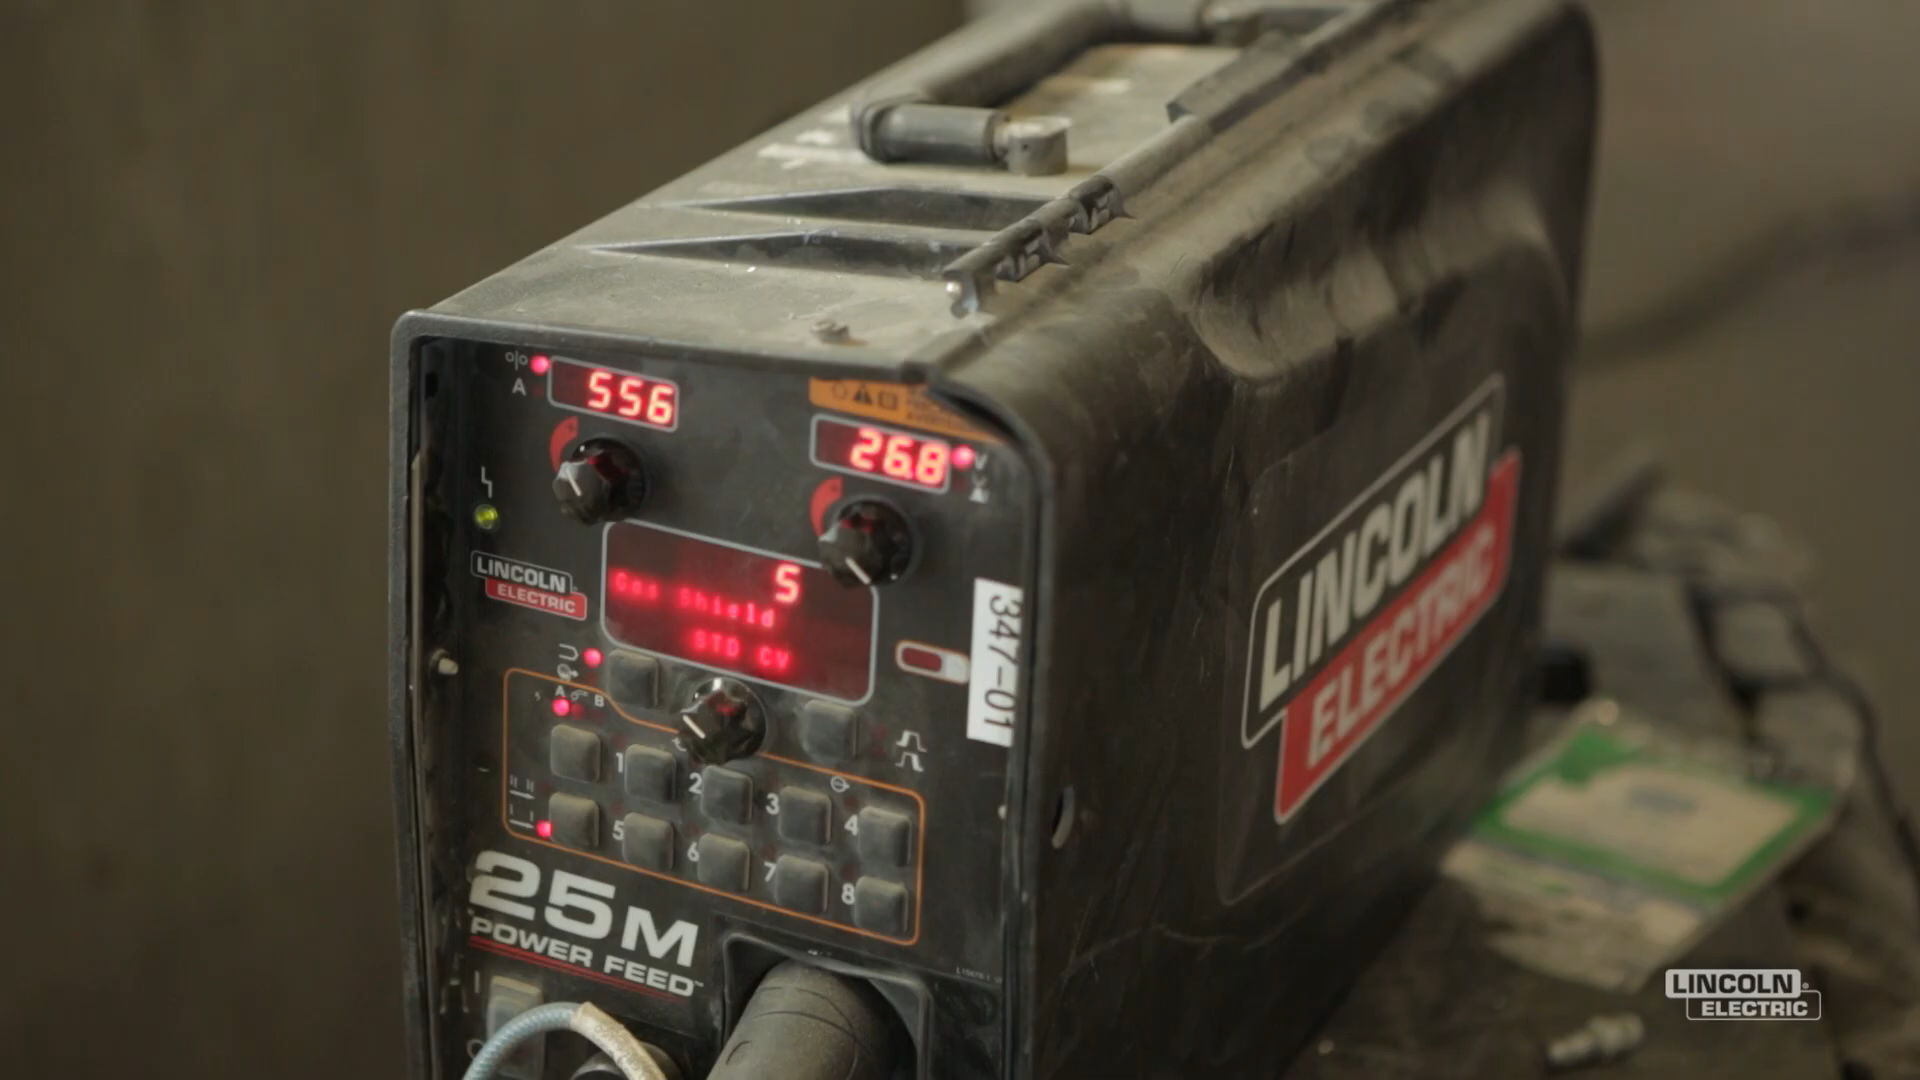 A
556
26.8
V
LINCOLN
ELECTRIC
5
Gas Shield
STD CV
347-01
A
B
1
2
3
4
5
6
7
8
25M
POWER FEED™
LINCOLN
ELECTRIC
LINCOLN®
ELECTRIC